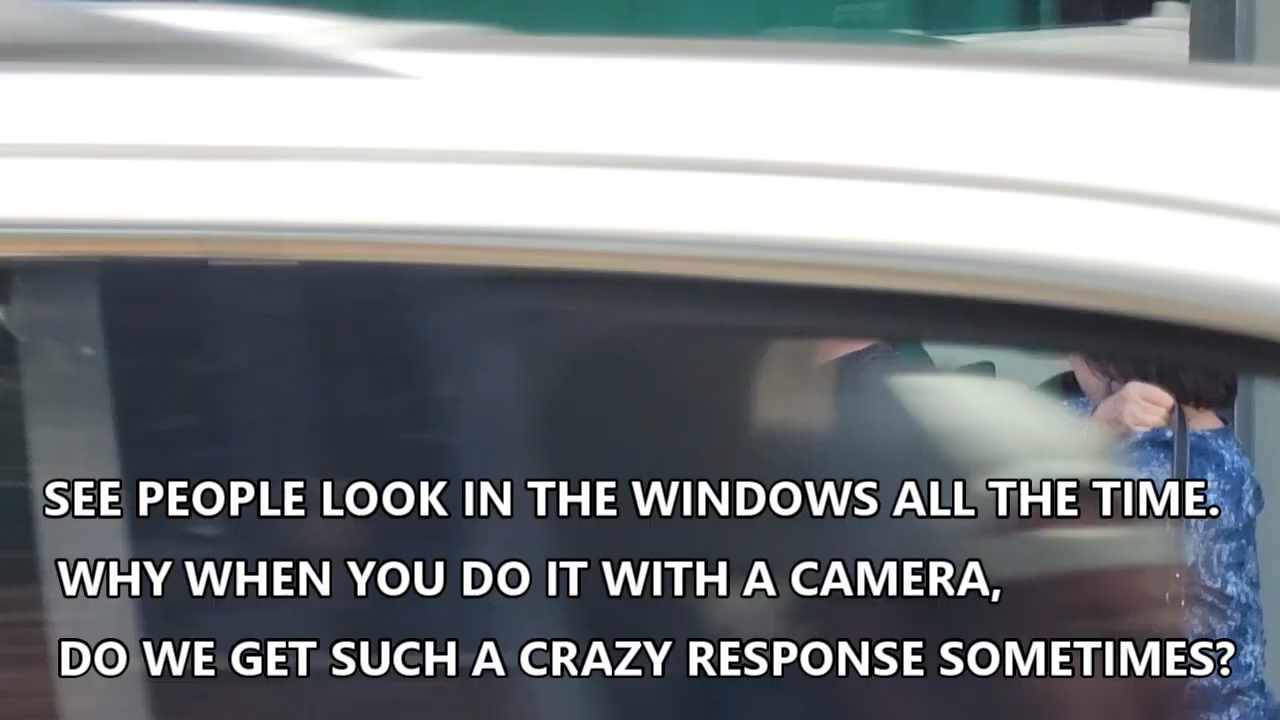 SEE PEOPLE LOOK IN THE WINDOWS ALL THE TIME.
WHY WHEN YOU DO IT WITH A CAMERA,
DO WE GET SUCH A CRAZY RESPONSE SOMETIMES?